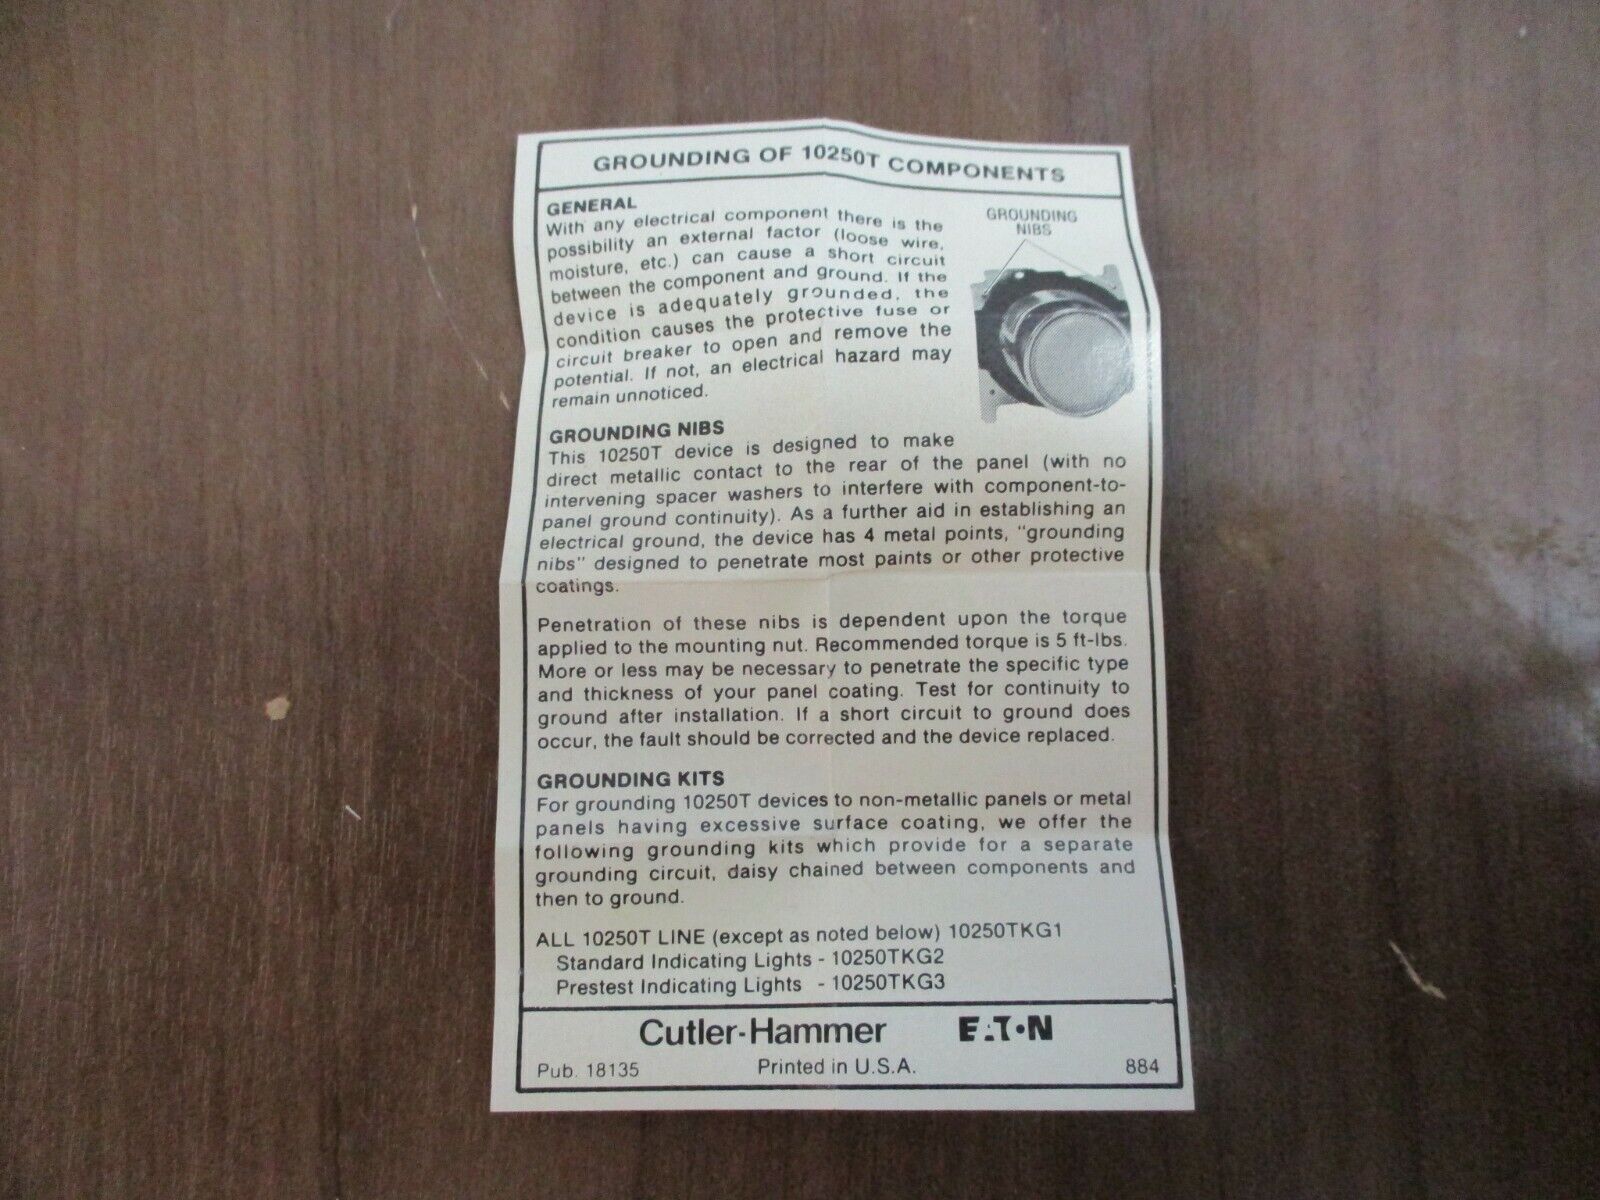 GROUNDING OF 10250T COMPONENTS
GENERAL
With any electrical component there is the
possibility an external factor (loose wire,
moisture, etc.) can cause a short circuit
between the component and ground. If the
device is adequately grounded, the
condition causes the protective fuse or
circuit breaker to open and remove the
potential. If not, an electrical hazard may
remain unnoticed.
GROUNDING
NIBS
GROUNDING NIBS
This 10250T device is designed to make
direct metallic contact to the rear of the panel (with no
intervening spacer washers to interfere with component-to-
panel ground continuity). As a further aid in establishing an
electrical ground, the device has 4 metal points, "grounding
nibs" designed to penetrate most paints or other protective
coatings.
Penetration of these nibs is dependent upon the torque
applied to the mounting nut. Recommended torque is 5 ft-lbs.
More or less may be necessary to penetrate the specific type
and thickness of your panel coating. Test for continuity to
ground after installation. If a short circuit to ground does
occur, the fault should be corrected and the device replaced.
GROUNDING KITS
For grounding 10250T devices to non-metallic panels or metal
panels having excessive surface coating, we offer the
following grounding kits which provide for a separate
grounding circuit, daisy chained between components and
then to ground.
ALL 10250T LINE (except as noted below) 10250TKG1
Standard Indicating Lights - 10250TKG2
Prestest Indicating Lights - 10250TKG3
Cutler-Hammer EATON
Pub. 18135 Printed in U.S.A. 884